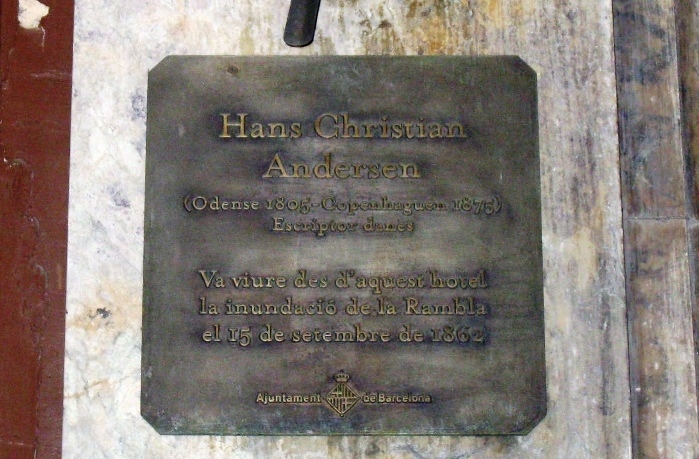 Hans Christian
Andersen
(Odense 1805-Copenhaguen 1875)
Escriptor danès
Va viure des d'aquest hotel
la inundació de la Rambla
el 15 de setembre de 1862
Ajuntament de Barcelona